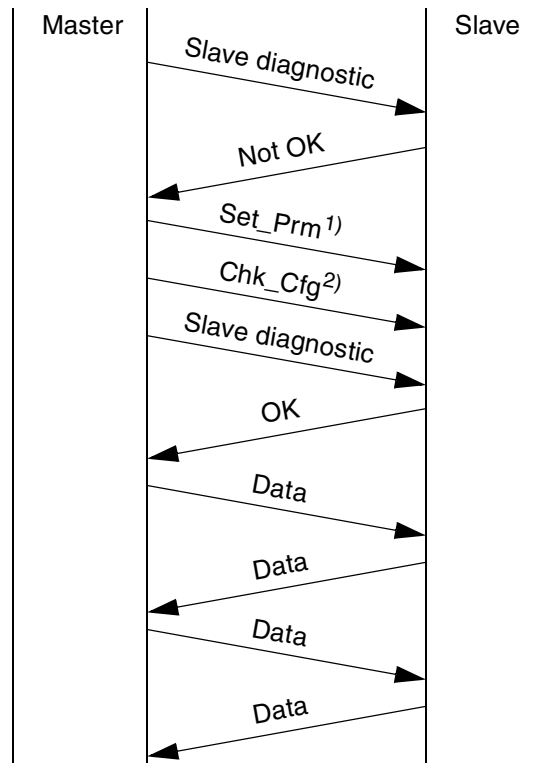 Master
Slave
Slave diagnostic
Not OK
Set_Prm1)
Chk_Cfg2)
Slave diagnostic
OK
Data
Data
Data
Data